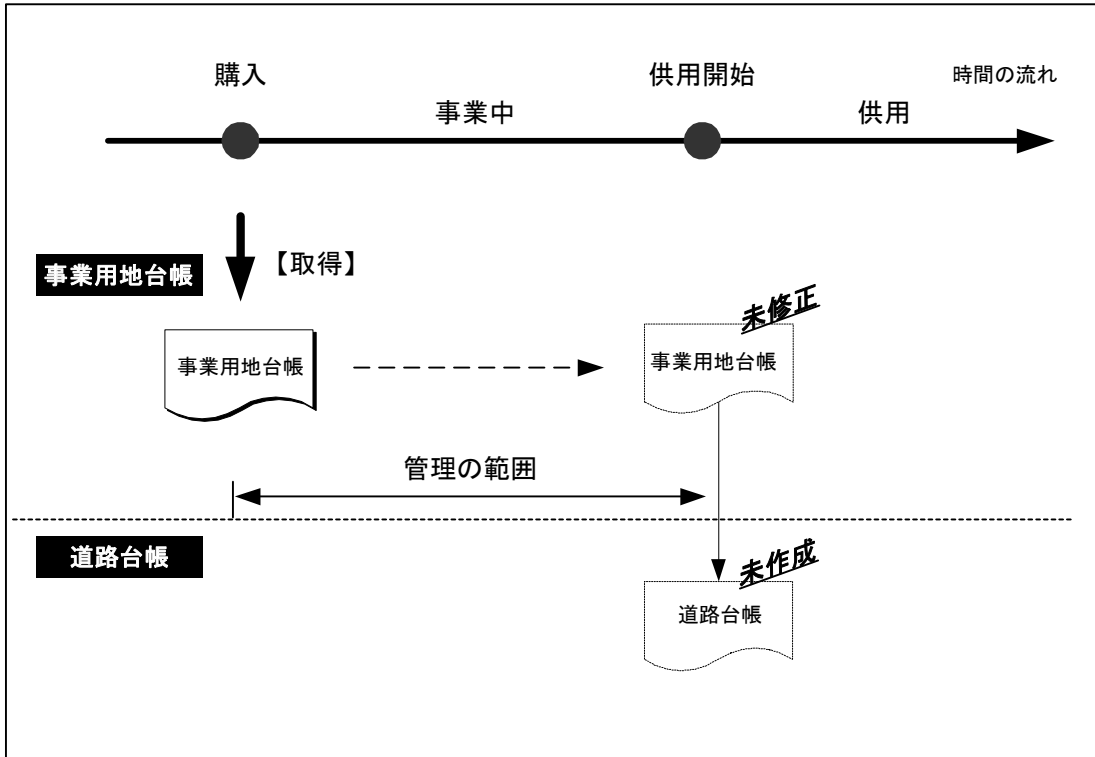 購入
供用開始
時間の流れ
事業中
供用
【取得】
事業用地台帳
未修正
事業用地台帳
事業用地台帳
管理の範囲
道路台帳
未作成
道路台帳